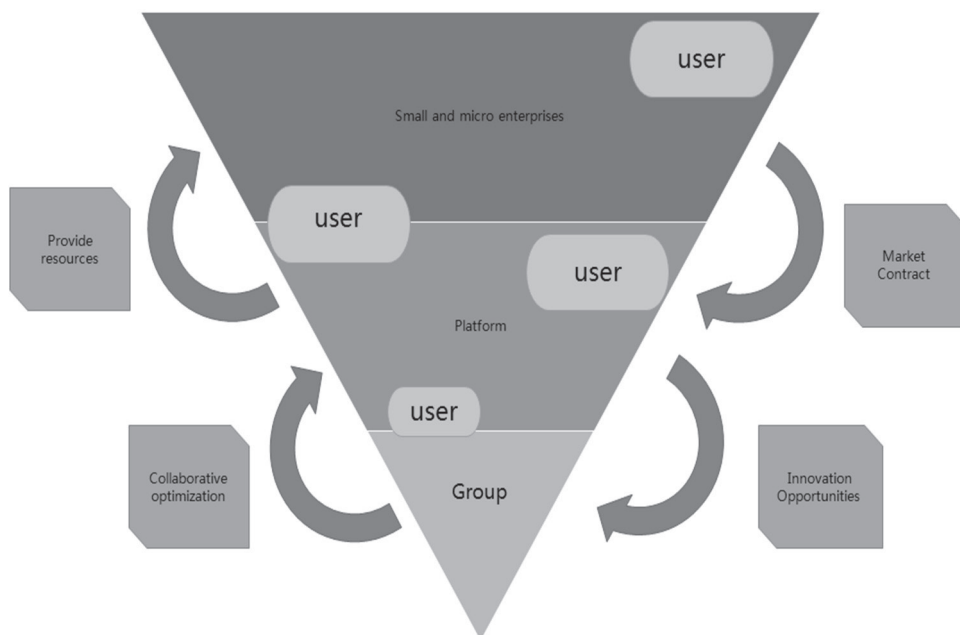 user
Small and micro enterprises
user
Provide
resources
user
Market
Contract
Platform
user
Collaborative
optimization
Group
Innovation
Opportunities